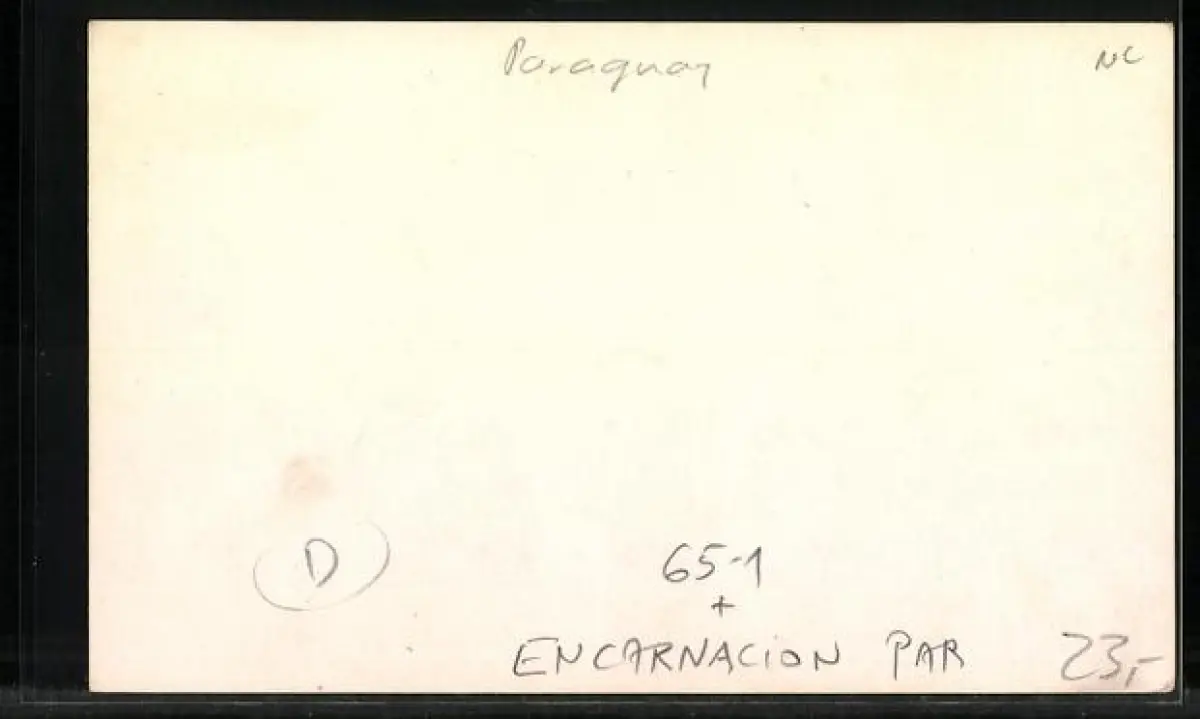 Paraguay
NC
D
65-1
+
ENCARNACION PAR
23,-